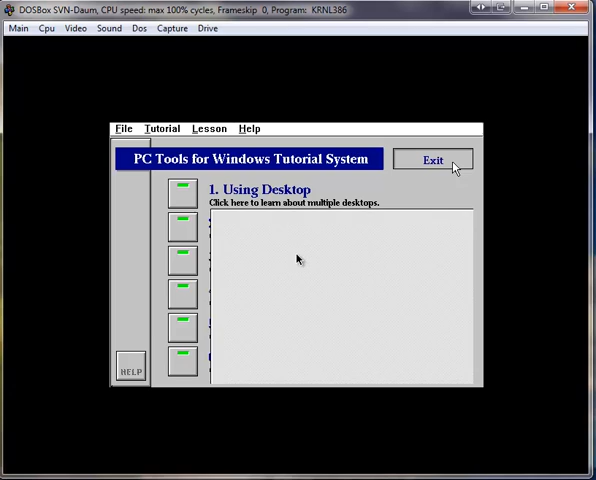 DOSBox SVN-Daum, CPU speed: max 100% cycles, Frameskip 0, Program: KRNL386
Main Cpu Video Sound Dos Capture Drive
File Tutorial Lesson Help
PC Tools for Windows Tutorial System
Exit
1. Using Desktop
Click here to learn about multiple desktops.
HELP